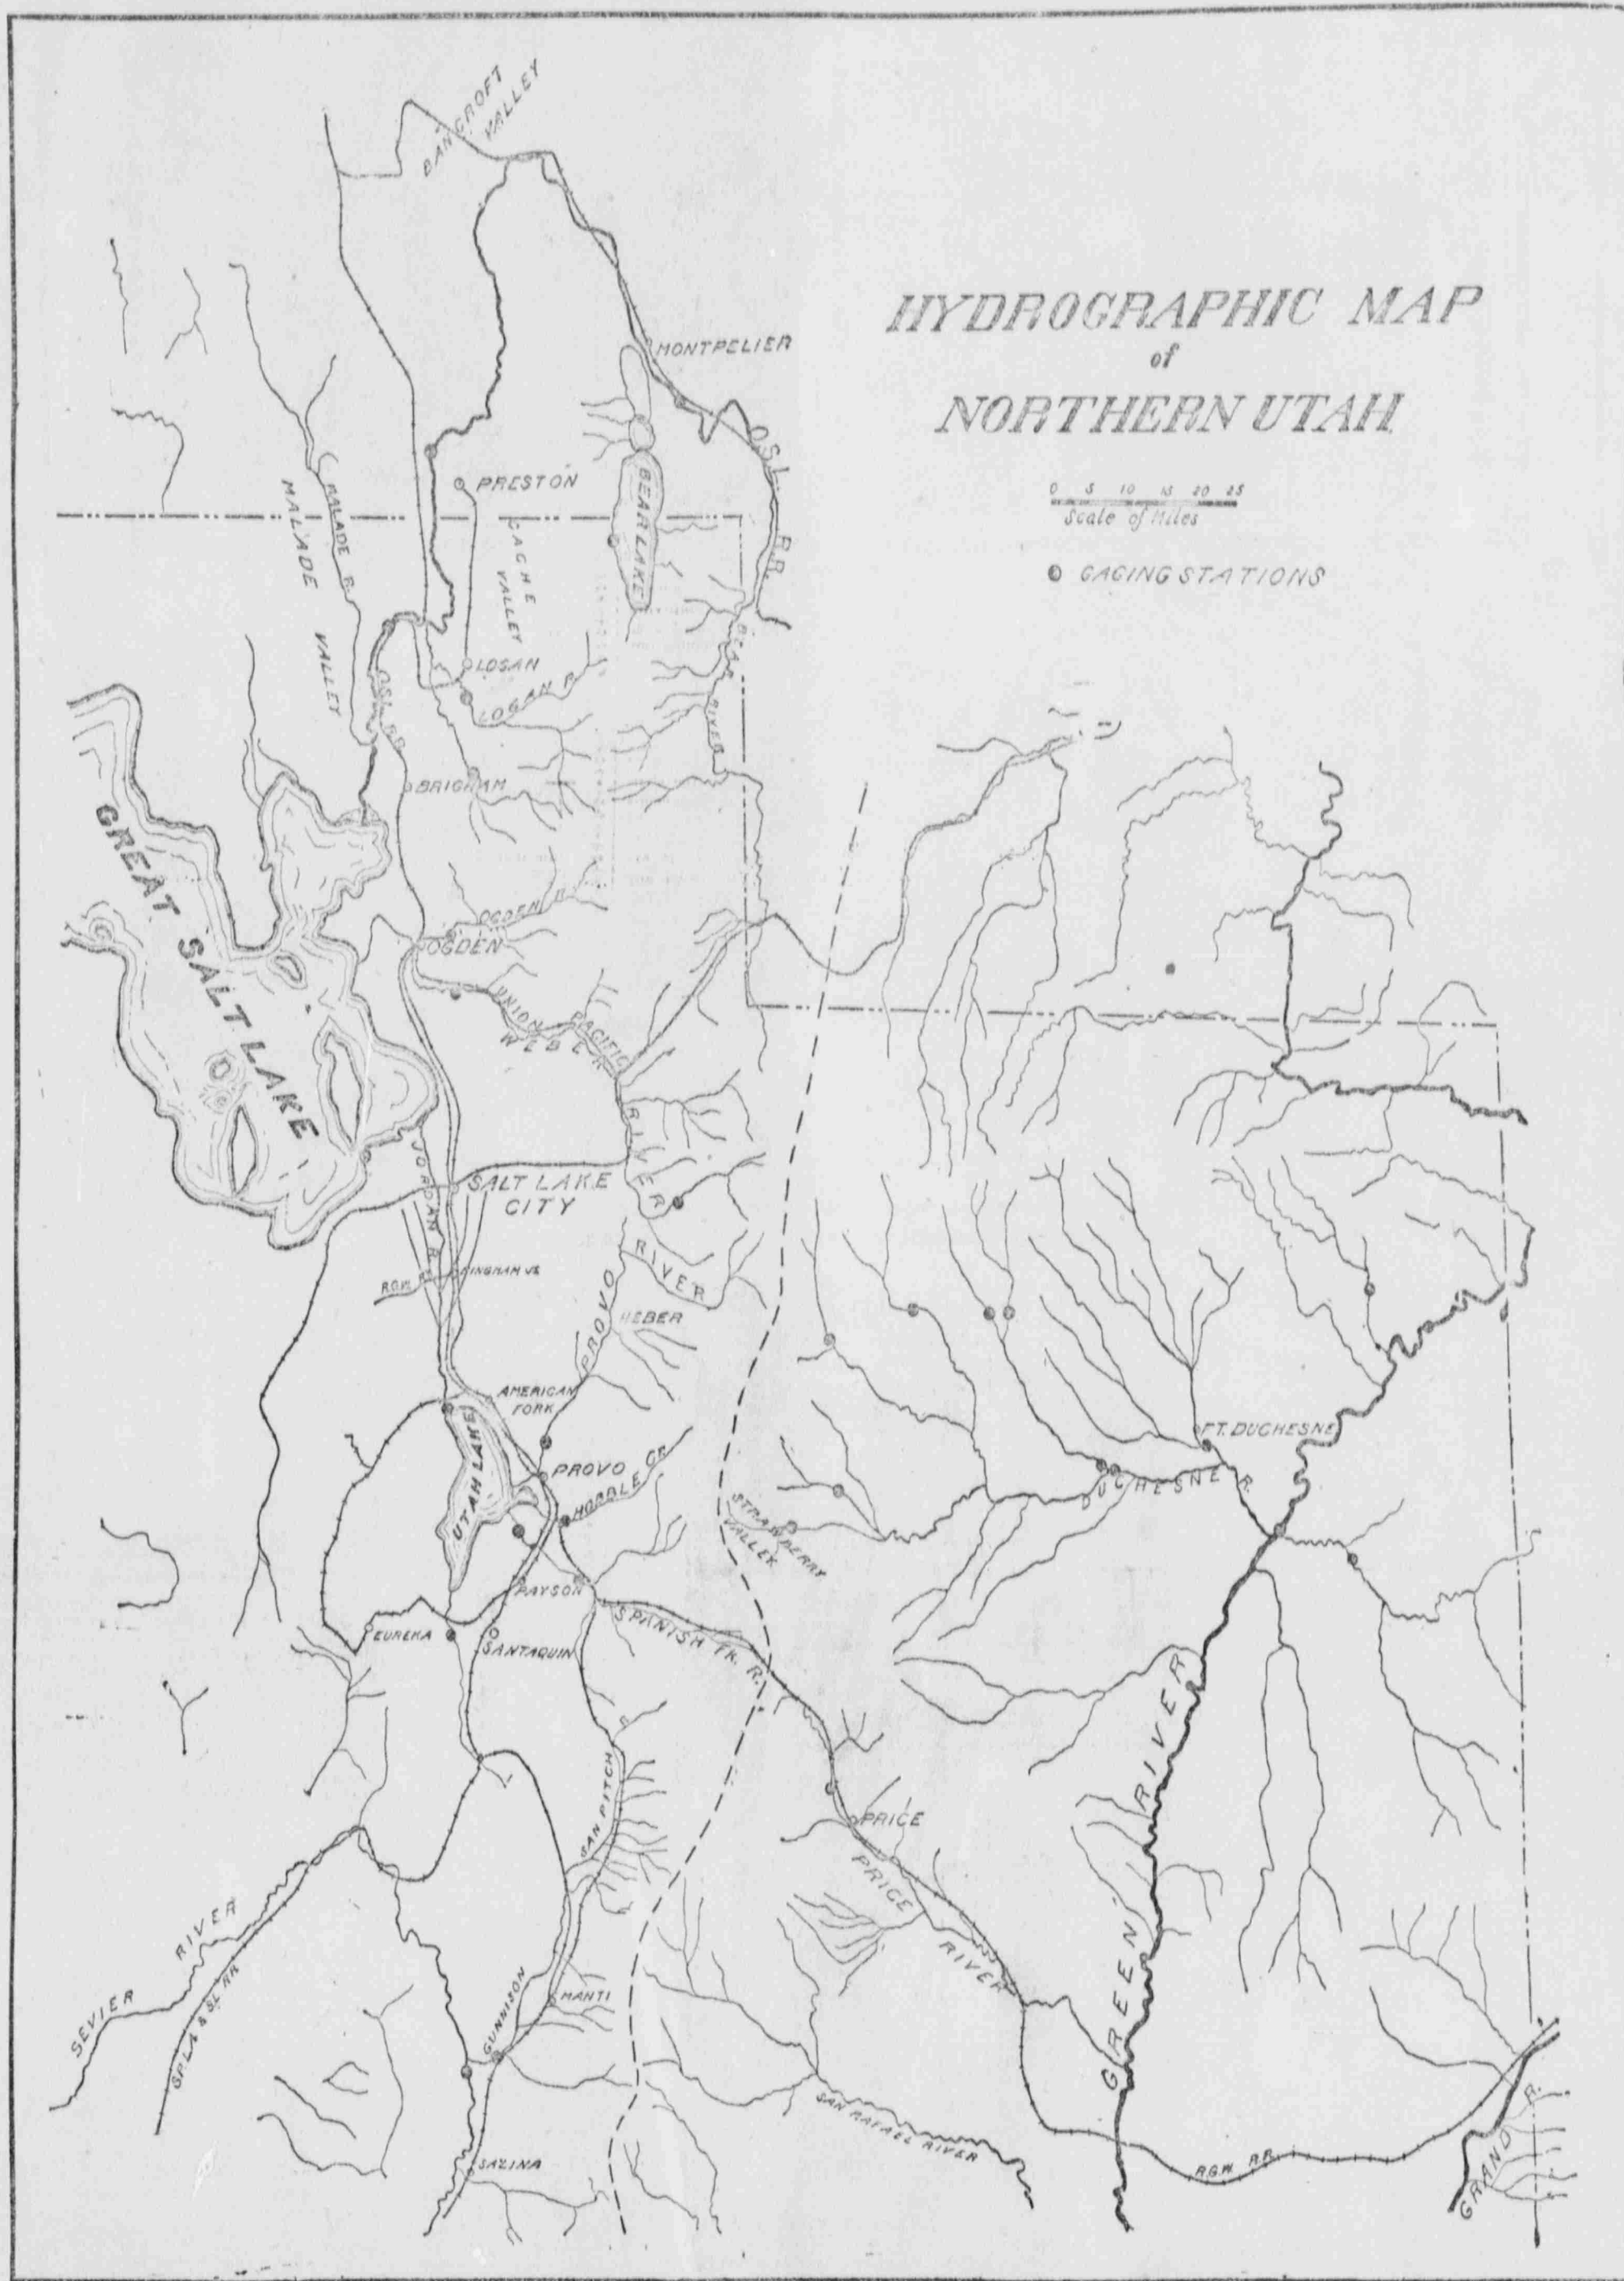 HYDROGRAPHIC MAP
of
NORTHERN UTAH
0 5 10 15 20 25
Scale of Miles
GAGING STATIONS
BANCROFT
VALLEY
MONTPELIER
O.S.L. R.R.
PRESTON
BEAR LAKE
MALADE R.
MALADE VALLEY
CACHE
VALLEY
LOGAN
LOGAN R.
BEAR RIVER
O.S.L. R.R.
BRIGHAM
GREAT SALT LAKE
OGDEN R.
OGDEN
UNION PACIFIC
WEBER RIVER
JORDAN R.
SALT LAKE
CITY
R.G.W. R.R.
BINGHAM JC
PROVO RIVER
HEBER
AMERICAN
FORK
UTAH LAKE
PROVO
HOBBLE CR.
STRAWBERRY
VALLEY
FT. DUCHESNE
DUCHESNE R.
PAYSON
EUREKA
SANTAQUIN
SPANISH FK. R.
GREEN RIVER
SAN PITCH
PRICE
PRICE RIVER
SEVIER RIVER
S.P.L.A. & S.L. RR
GUNNISON
MANTI
SAN RAFAEL RIVER
SALINA
R.G.W. R.R.
GRAND R.